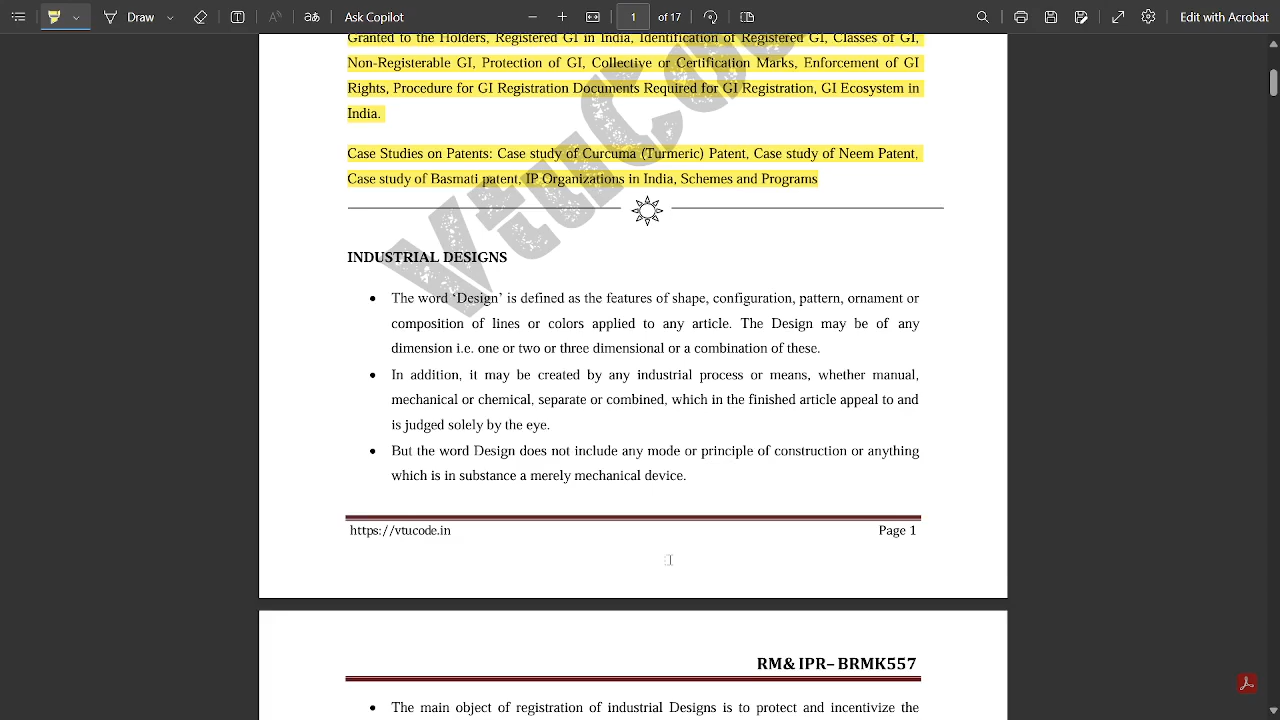 Draw
1 of 17
Edit with Acrobat
Granted to the Holders, Registered GI in India, Identification of Registered GI, Classes of GI,
Non-Registerable GI, Protection of GI, Collective or Certification Marks, Enforcement of GI
Rights, Procedure for GI Registration Documents Required for GI Registration, GI Ecosystem in
India.
Case Studies on Patents: Case study of Curcuma (Turmeric) Patent, Case study of Neem Patent,
Case study of Basmati patent, IP Organizations in India, Schemes and Programs
INDUSTRIAL DESIGNS
• The word ‘Design’ is defined as the features of shape, configuration, pattern, ornament or
composition of lines or colors applied to any article. The Design may be of any
dimension i.e. one or two or three dimensional or a combination of these.
• In addition, it may be created by any industrial process or means, whether manual,
mechanical or chemical, separate or combined, which in the finished article appeal to and
is judged solely by the eye.
• But the word Design does not include any mode or principle of construction or anything
which is in substance a merely mechanical device.
https://vtucode.in Page 1
RM& IPR– BRMK557
• The main object of registration of industrial Designs is to protect and incentivize the